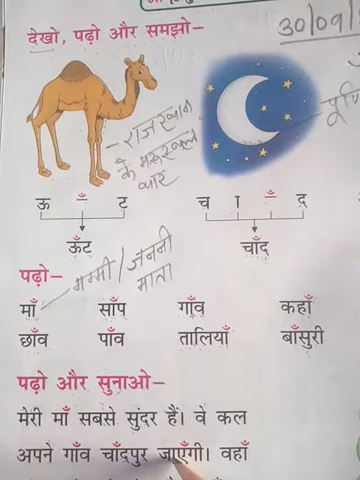 देखो, पढ़ो और समझो–
30/09/
राजस्थान
के मरुस्थल
ऊ ँ ट
च ा ँ द
ऊँट
चाँद
मम्मी / जननी
माता
पढ़ो–
माँ साँप गाँव कहाँ
छाँव पाँव तालियाँ बाँसुरी
पढ़ो और सुनाओ–
मेरी माँ सबसे सुंदर हैं। वे कल
अपने गाँव चाँदपुर जाएँगी। वहाँ